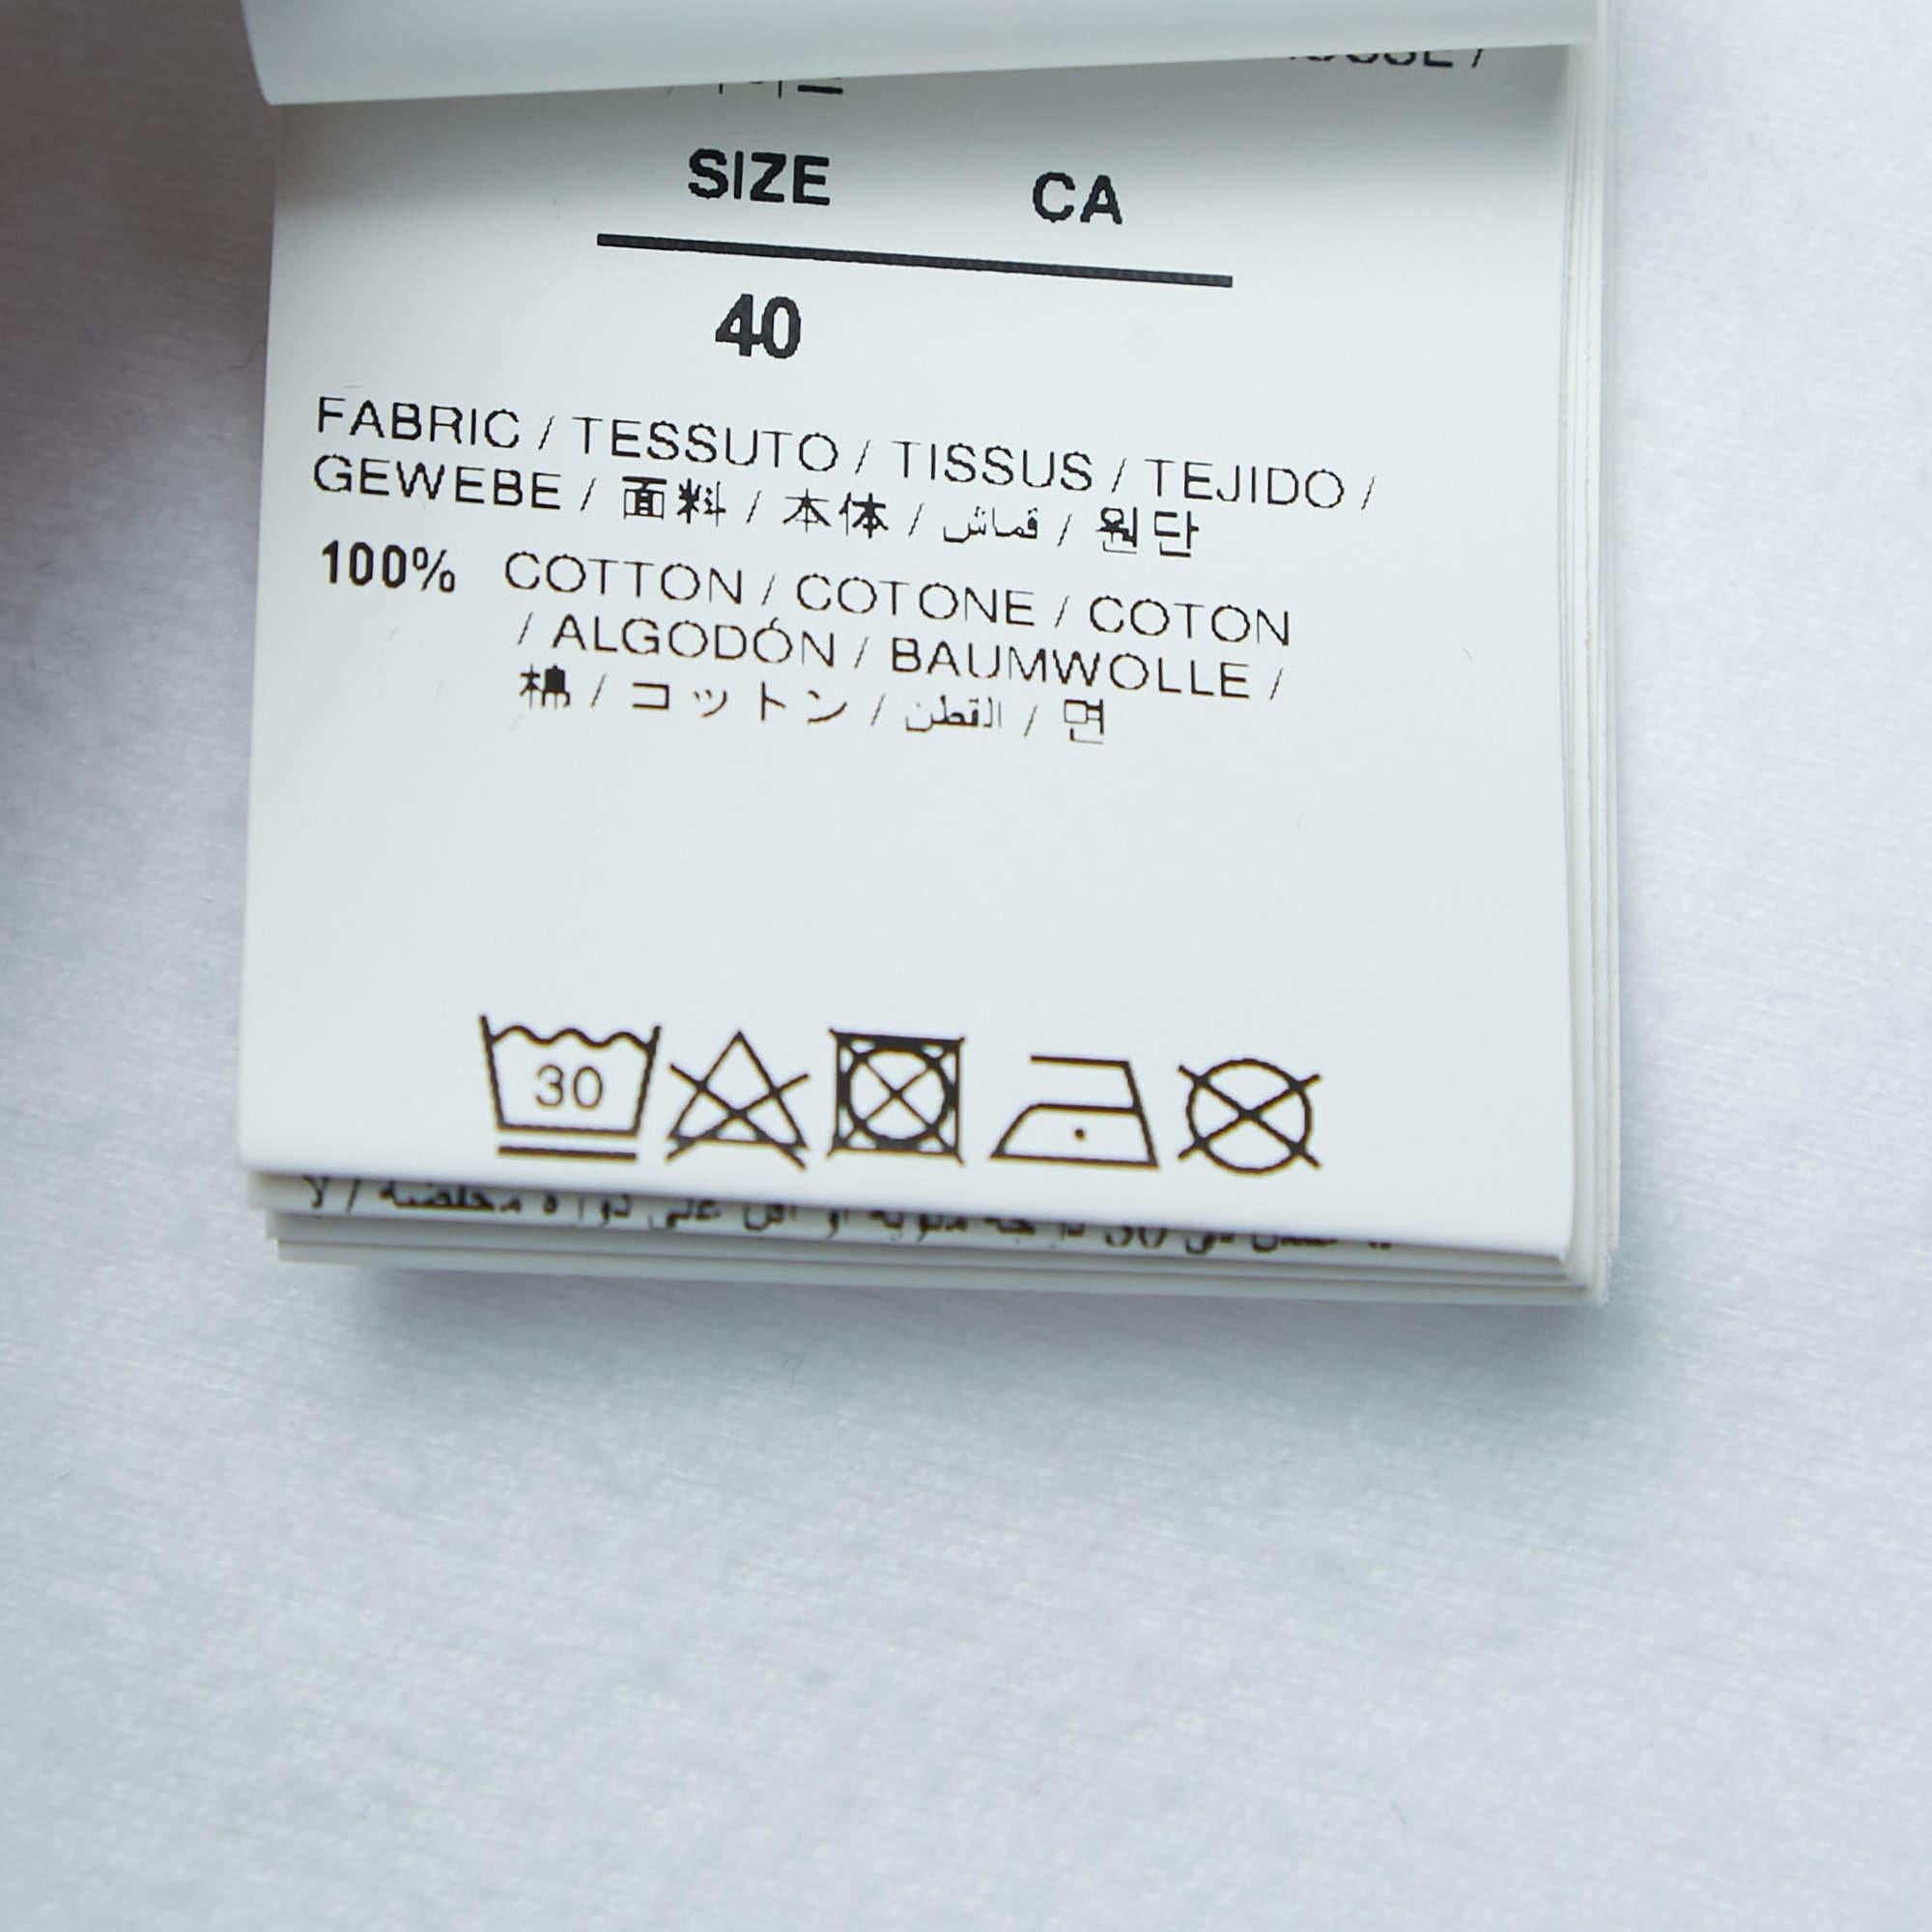 SIZE CA
40
FABRIC / TESSUTO / TISSUS / TEJIDO /
GEWEBE / 面料 / 本体 / قماش / 원단
100% COTTON / COTONE / COTON
/ ALGODÓN / BAUMWOLLE /
棉 / コットン / القطن / 면
30